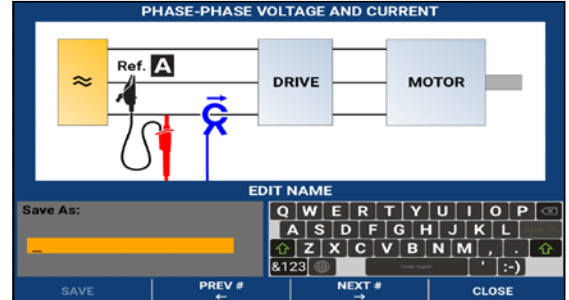 PHASE-PHASE VOLTAGE AND CURRENT
Ref. A
≈ DRIVE MOTOR
EDIT NAME
Save As:
_
Q W E R T Y U I O P
A S D F G H J K L
Z X C V B N M , .
&123 ' :-)
SAVE PREV # ← NEXT # → CLOSE